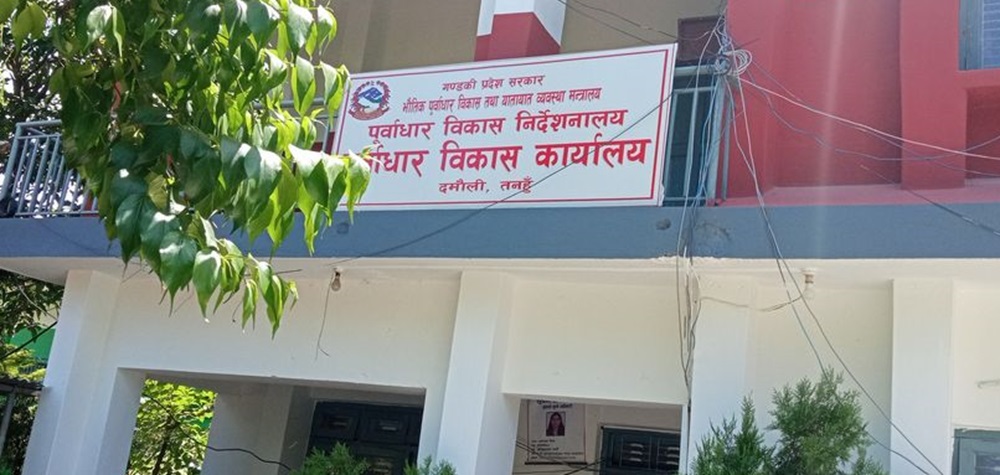 गण्डकी प्रदेश सरकार
भौतिक पूर्वाधार विकास तथा यातायात व्यवस्था मन्त्रालय
पूर्वाधार विकास निर्देशनालय
र्वाधार विकास कार्यालय
दमौली, तनहुँ